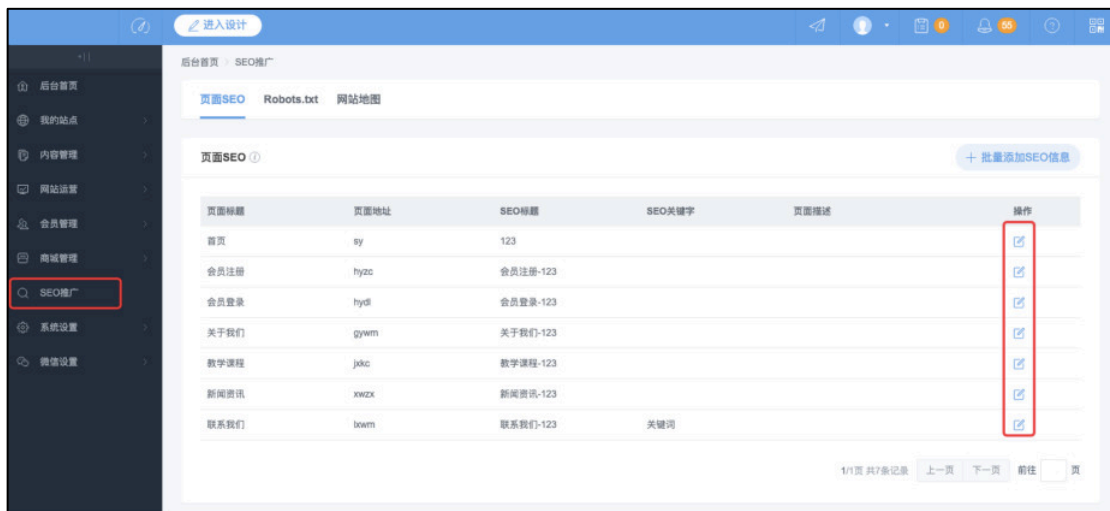 进入设计
0
55
后台首页 > SEO推广
后台首页
我的站点
内容管理
网站运营
会员管理
商城管理
SEO推广
系统设置
微信设置
页面SEO Robots.txt 网站地图
页面SEO
+ 批量添加SEO信息
页面标题 页面地址 SEO标题 SEO关键字 页面描述 操作
首页 sy 123
会员注册 hyzc 会员注册-123
会员登录 hydl 会员登录-123
关于我们 gywm 关于我们-123
教学课程 jxkc 教学课程-123
新闻资讯 xwzx 新闻资讯-123
联系我们 lxwm 联系我们-123 关键词
1/1页 共7条记录 上一页 下一页 前往 页